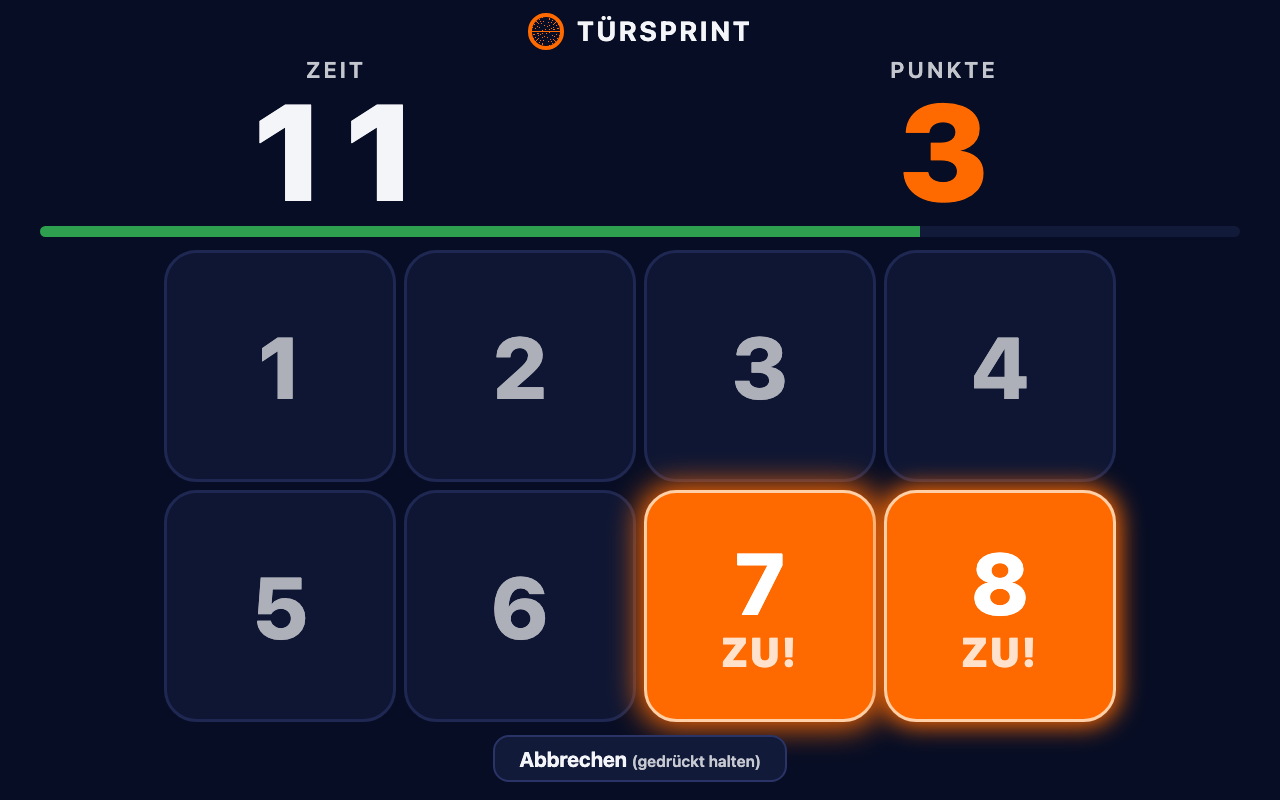 TÜRSPRINT
ZEIT
PUNKTE
11
3
1
2
3
4
5
6
7
ZU!
8
ZU!
Abbrechen (gedrückt halten)